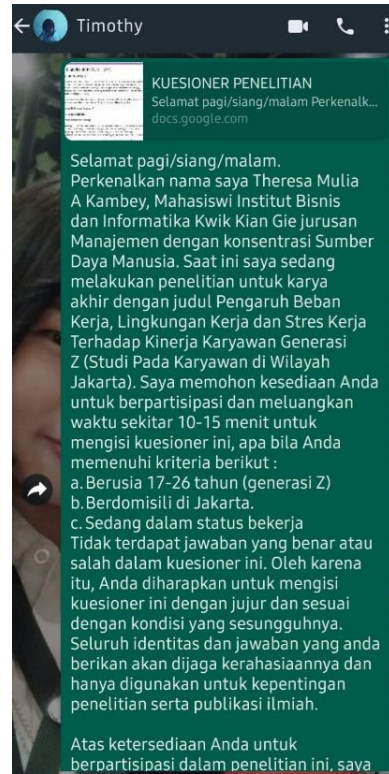 Timothy
KUESIONER PENELITIAN
Selamat pagi/siang/malam Perkenalk...
docs.google.com
Selamat pagi/siang/malam.
Perkenalkan nama saya Theresa Mulia
A Kambey, Mahasiswi Institut Bisnis
dan Informatika Kwik Kian Gie jurusan
Manajemen dengan konsentrasi Sumber
Daya Manusia. Saat ini saya sedang
melakukan penelitian untuk karya
akhir dengan judul Pengaruh Beban
Kerja, Lingkungan Kerja dan Stres Kerja
Terhadap Kinerja Karyawan Generasi
Z (Studi Pada Karyawan di Wilayah
Jakarta). Saya memohon kesediaan Anda
untuk berpartisipasi dan meluangkan
waktu sekitar 10-15 menit untuk
mengisi kuesioner ini, apa bila Anda
memenuhi kriteria berikut :
a. Berusia 17-26 tahun (generasi Z)
b. Berdomisili di Jakarta.
c. Sedang dalam status bekerja
Tidak terdapat jawaban yang benar atau
salah dalam kuesioner ini. Oleh karena
itu, Anda diharapkan untuk mengisi
kuesioner ini dengan jujur dan sesuai
dengan kondisi yang sesungguhnya.
Seluruh identitas dan jawaban yang anda
berikan akan dijaga kerahasiaannya dan
hanya digunakan untuk kepentingan
penelitian serta publikasi ilmiah.
Atas ketersediaan Anda untuk
berpartisipasi dalam penelitian ini, saya